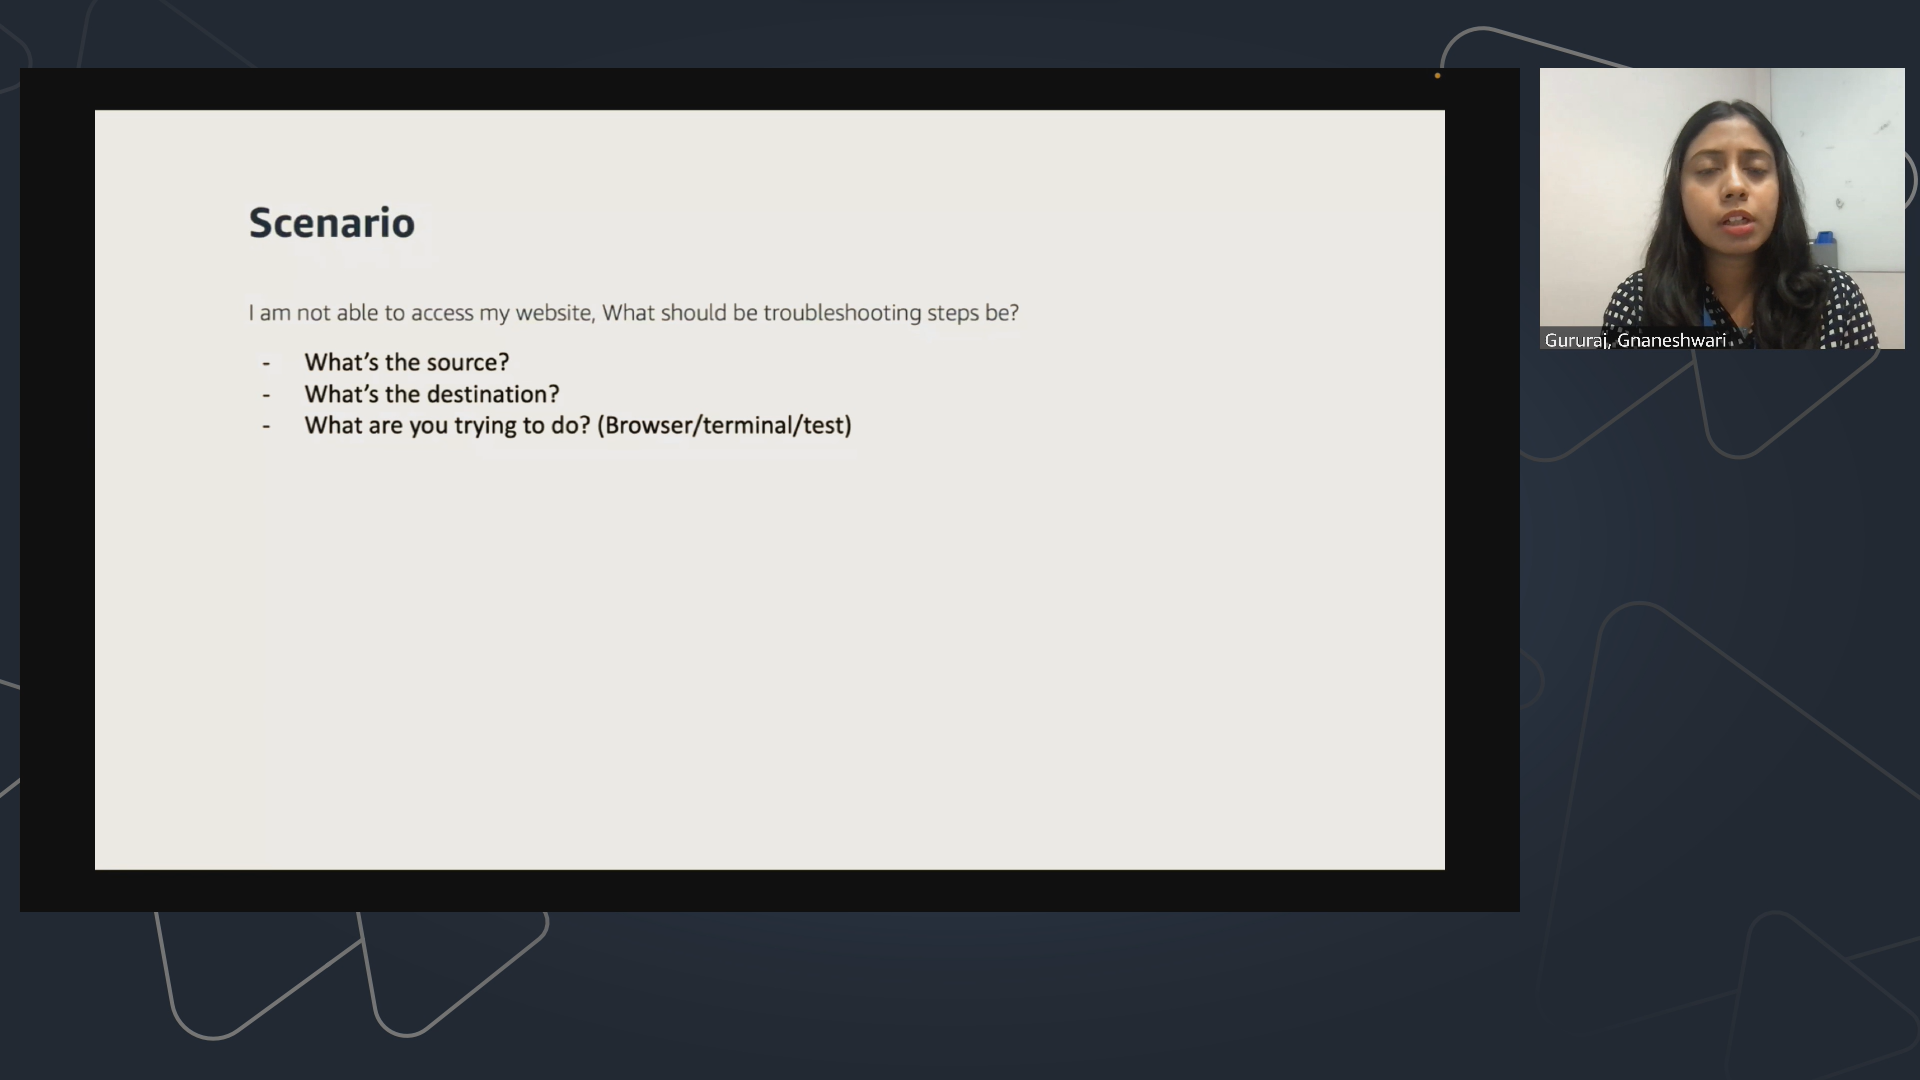 Scenario
I am not able to access my website, What should be troubleshooting steps be?
- What’s the source?
- What’s the destination?
- What are you trying to do? (Browser/terminal/test)
Gururaj, Gnaneshwari